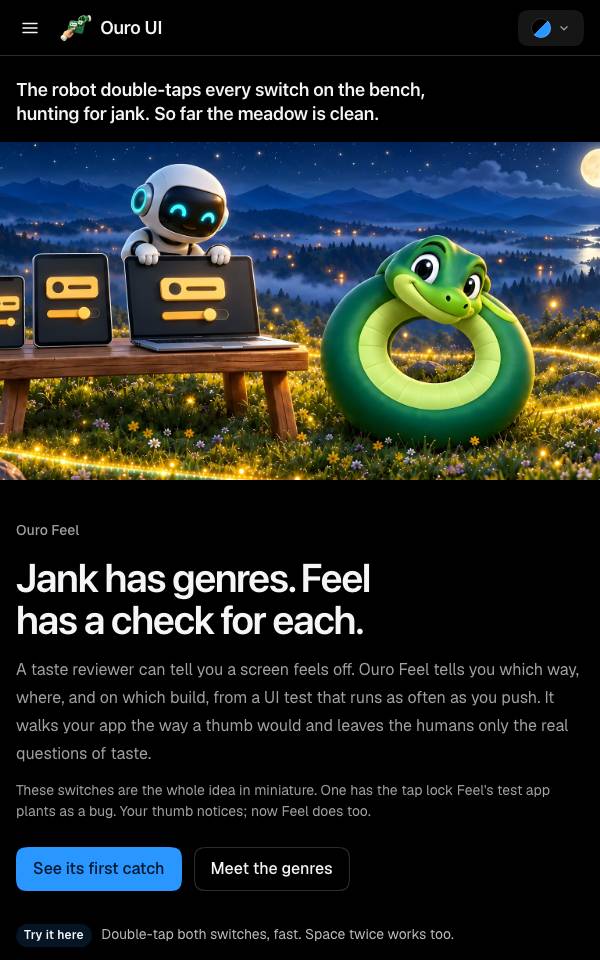 Ouro UI
The robot double-taps every switch on the bench,
hunting for jank. So far the meadow is clean.
Ouro Feel
Jank has genres. Feel
has a check for each.
A taste reviewer can tell you a screen feels off. Ouro Feel tells you which way,
where, and on which build, from a UI test that runs as often as you push. It
walks your app the way a thumb would and leaves the humans only the real
questions of taste.
These switches are the whole idea in miniature. One has the tap lock Feel's test app
plants as a bug. Your thumb notices; now Feel does too.
See its first catch
Meet the genres
Try it here
Double-tap both switches, fast. Space twice works too.